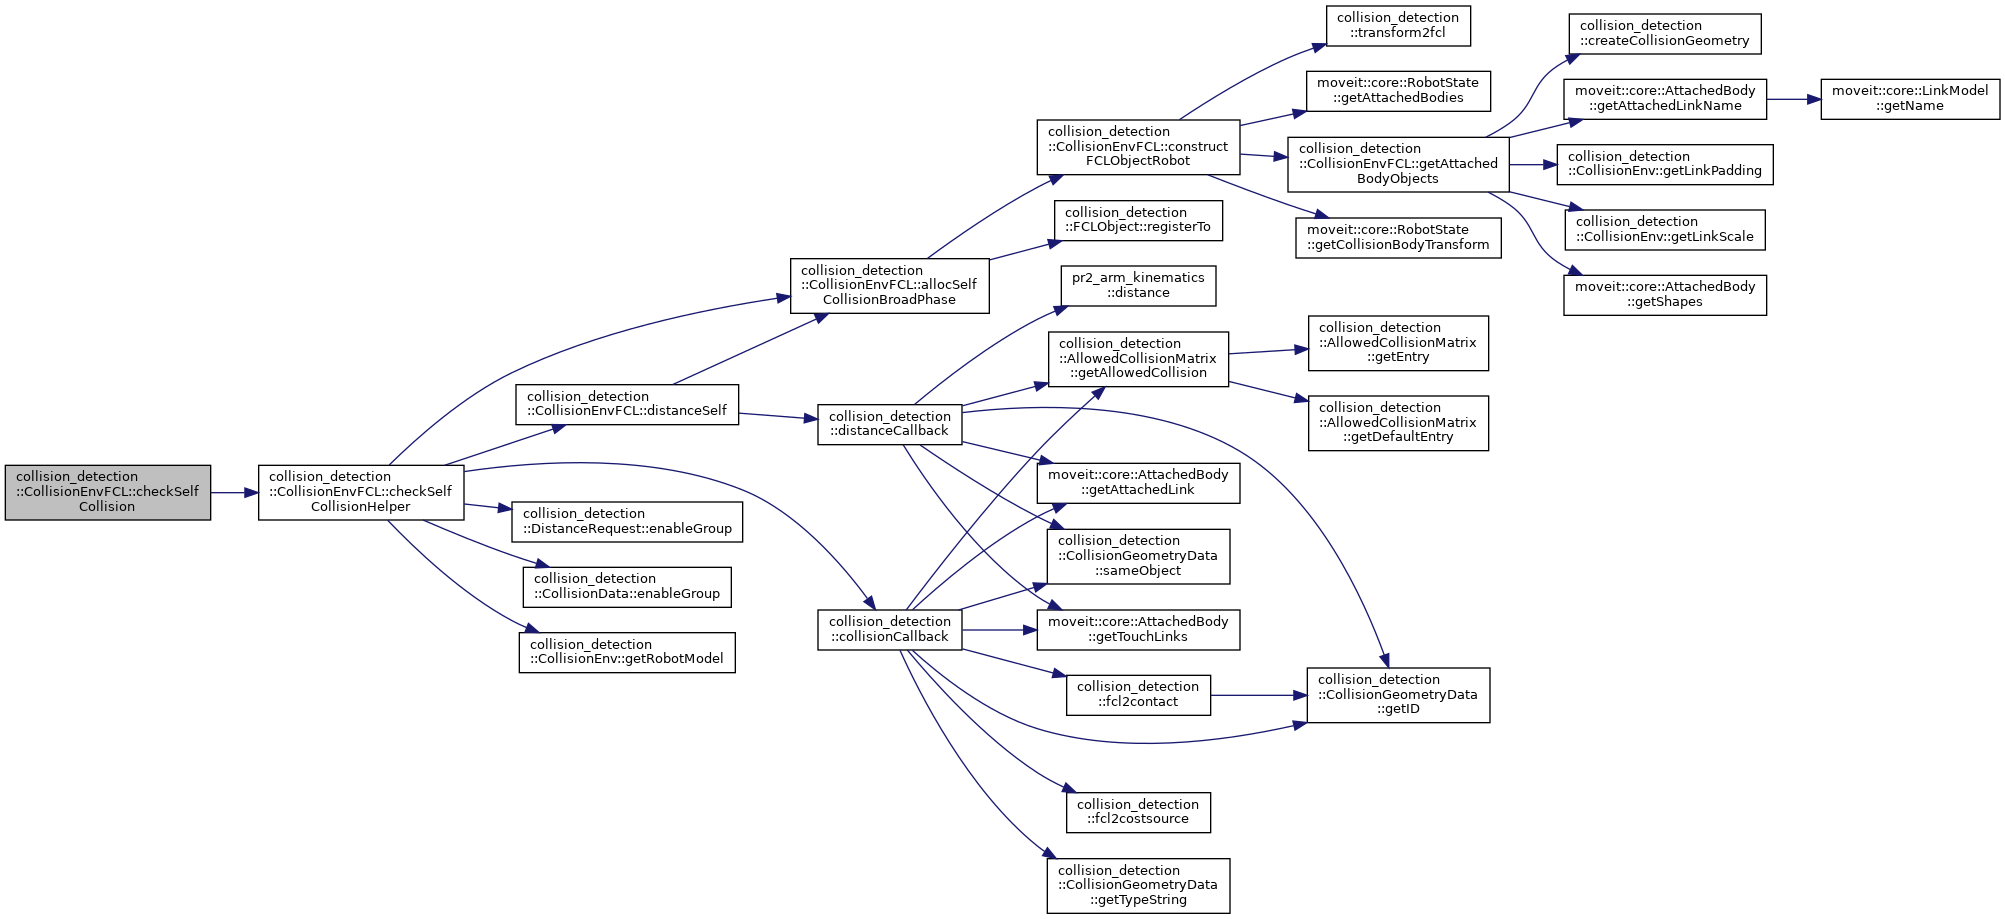 collision_detection
::CollisionEnvFCL::checkSelf
Collision
collision_detection
::CollisionEnvFCL::checkSelf
CollisionHelper
collision_detection
::CollisionEnvFCL::allocSelf
CollisionBroadPhase
collision_detection
::CollisionEnvFCL::distanceSelf
collision_detection
::DistanceRequest::enableGroup
collision_detection
::CollisionData::enableGroup
collision_detection
::CollisionEnv::getRobotModel
collision_detection
::distanceCallback
collision_detection
::collisionCallback
collision_detection
::CollisionEnvFCL::construct
FCLObjectRobot
collision_detection
::FCLObject::registerTo
pr2_arm_kinematics
::distance
collision_detection
::AllowedCollisionMatrix
::getAllowedCollision
moveit::core::AttachedBody
::getAttachedLink
collision_detection
::CollisionGeometryData
::sameObject
moveit::core::AttachedBody
::getTouchLinks
collision_detection
::fcl2contact
collision_detection
::fcl2costsource
collision_detection
::CollisionGeometryData
::getTypeString
collision_detection
::transform2fcl
moveit::core::RobotState
::getAttachedBodies
collision_detection
::CollisionEnvFCL::getAttached
BodyObjects
moveit::core::RobotState
::getCollisionBodyTransform
collision_detection
::AllowedCollisionMatrix
::getEntry
collision_detection
::AllowedCollisionMatrix
::getDefaultEntry
collision_detection
::CollisionGeometryData
::getID
collision_detection
::createCollisionGeometry
moveit::core::AttachedBody
::getAttachedLinkName
collision_detection
::CollisionEnv::getLinkPadding
collision_detection
::CollisionEnv::getLinkScale
moveit::core::AttachedBody
::getShapes
moveit::core::LinkModel
::getName